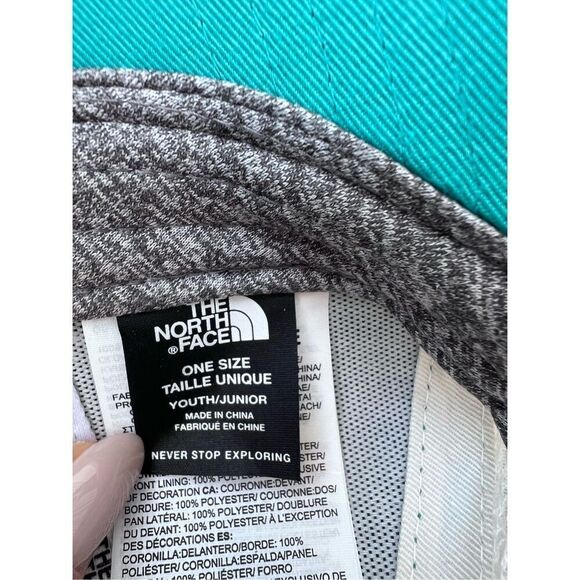 THE
NORTH
FACE
®
ONE SIZE
TAILLE UNIQUE
YOUTH/JUNIOR
MADE IN CHINA
FABRIQUÉ EN CHINE
NEVER STOP EXPLORING
FRONT LINING: 100% POLYESTER/
OF DECORATION CA: COURONNE:DEVANT/
BORDURE: 100% POLYESTER/ COURONNE:DOS/
PAN LATÉRAL: 100% POLYESTER/ DOUBLURE
DU DEVANT: 100% POLYESTER/ À L'EXCEPTION
DES DÉCORATIONS ES:
CORONILLA:DELANTERO/BORDE: 100%
POLIÉSTER/ CORONILLA:ESPALDA/PANEL
POLIÉSTER/ FORRO